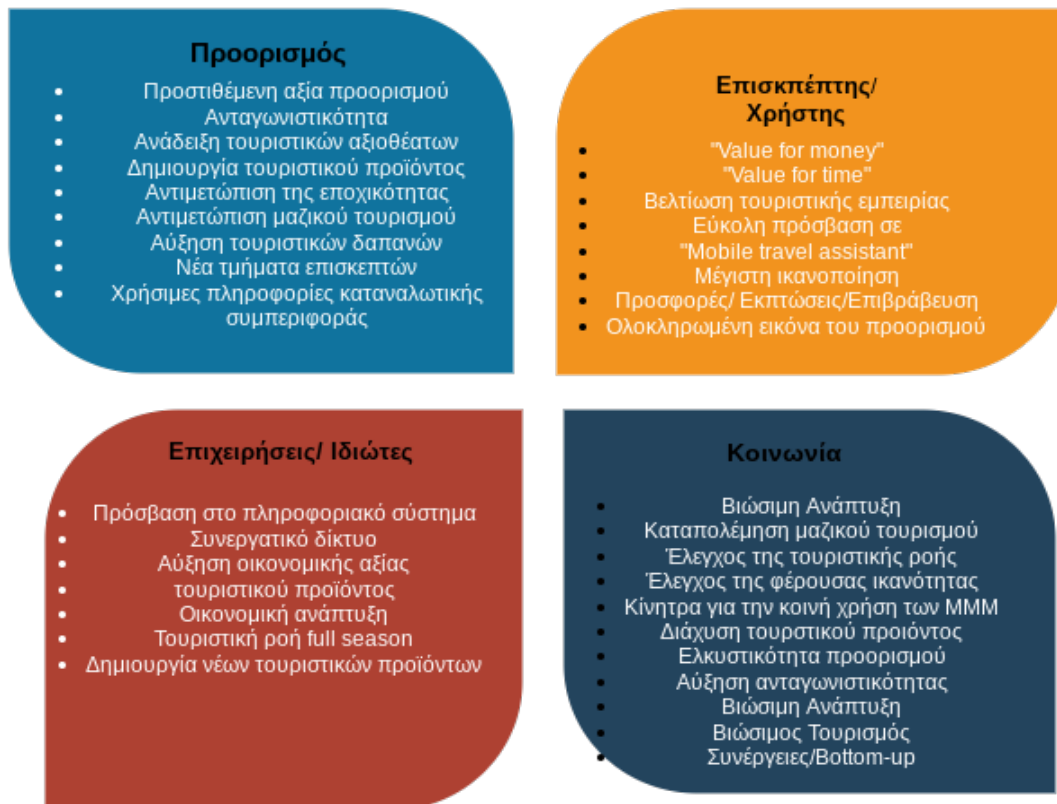 Προορισμός
Προστιθέμενη αξία προορισμού
Ανταγωνιστικότητα
Ανάδειξη τουριστικών αξιοθέατων
Δημιουργία τουριστικού προϊόντος
Αντιμετώπιση της εποχικότητας
Αντιμετώπιση μαζικού τουρισμού
Αύξηση τουριστικών δαπανών
Νέα τμήματα επισκεπτών
Χρήσιμες πληροφορίες καταναλωτικής
συμπεριφοράς
Επισκπέπτης/
Χρήστης
"Value for money"
"Value for time"
Βελτίωση τουριστικής εμπειρίας
Εύκολη πρόσβαση σε
"Mobile travel assistant"
Μέγιστη ικανοποίηση
Προσφορές/ Εκπτώσεις/Επιβράβευση
Ολοκληρωμένη εικόνα του προορισμού
Επιχειρήσεις/ Ιδιώτες
Πρόσβαση στο πληροφοριακό σύστημα
Συνεργατικό δίκτυο
Αύξηση οικονομικής αξίας
τουριστικού προϊόντος
Οικονομική ανάπτυξη
Τουριστική ροή full season
Δημιουργία νέων τουριστικών προϊόντων
Κοινωνία
Βιώσιμη Ανάπτυξη
Καταπολέμηση μαζικού τουρισμού
Έλεγχος της τουριστικής ροής
Έλεγχος της φέρουσας ικανότητας
Κίνητρα για την κοινή χρήση των ΜΜΜ
Διάχυση τουρστικού προιόντος
Ελκυστικότητα προορισμού
Αύξηση ανταγωνιστικότητας
Βιώσιμη Ανάπτυξη
Βιώσιμος Τουρισμός
Συνέργειες/Bottom-up